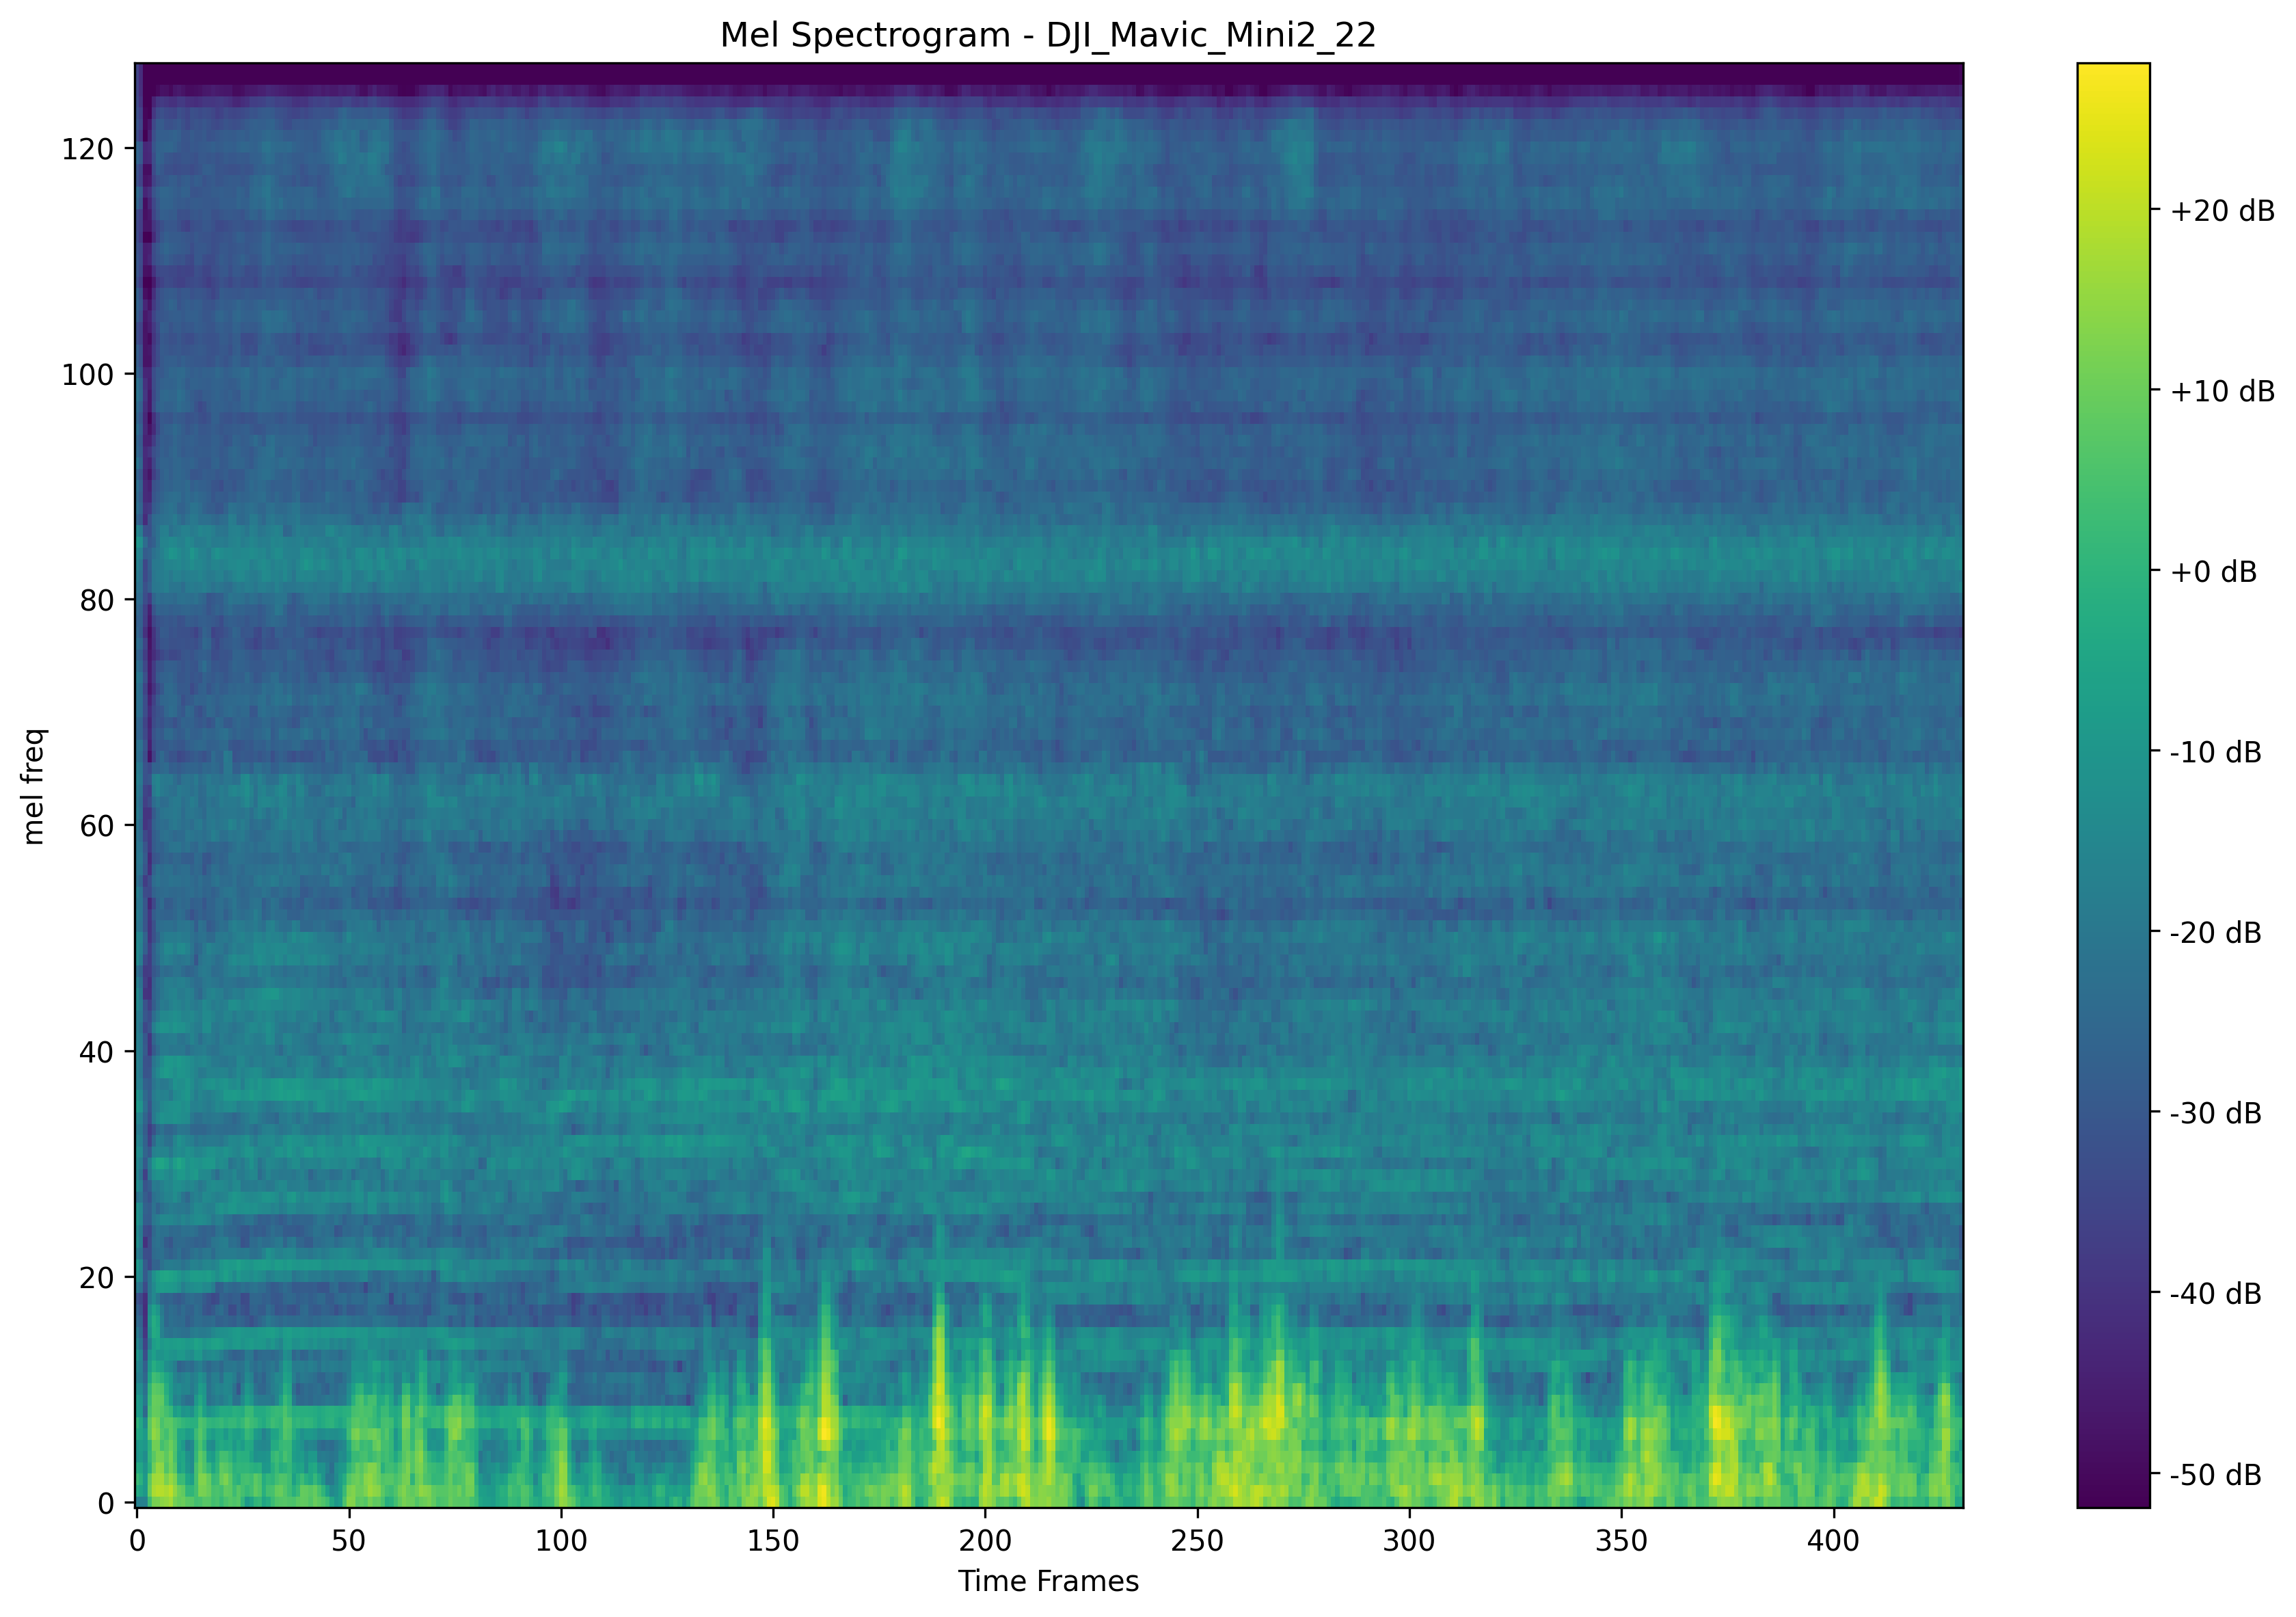 Mel Spectrogram - DJI_Mavic_Mini2_22
mel freq
120
100
80
60
40
20
0
0 50 100 150 200 250 300 350 400
Time Frames
+20 dB
+10 dB
+0 dB
-10 dB
-20 dB
-30 dB
-40 dB
-50 dB